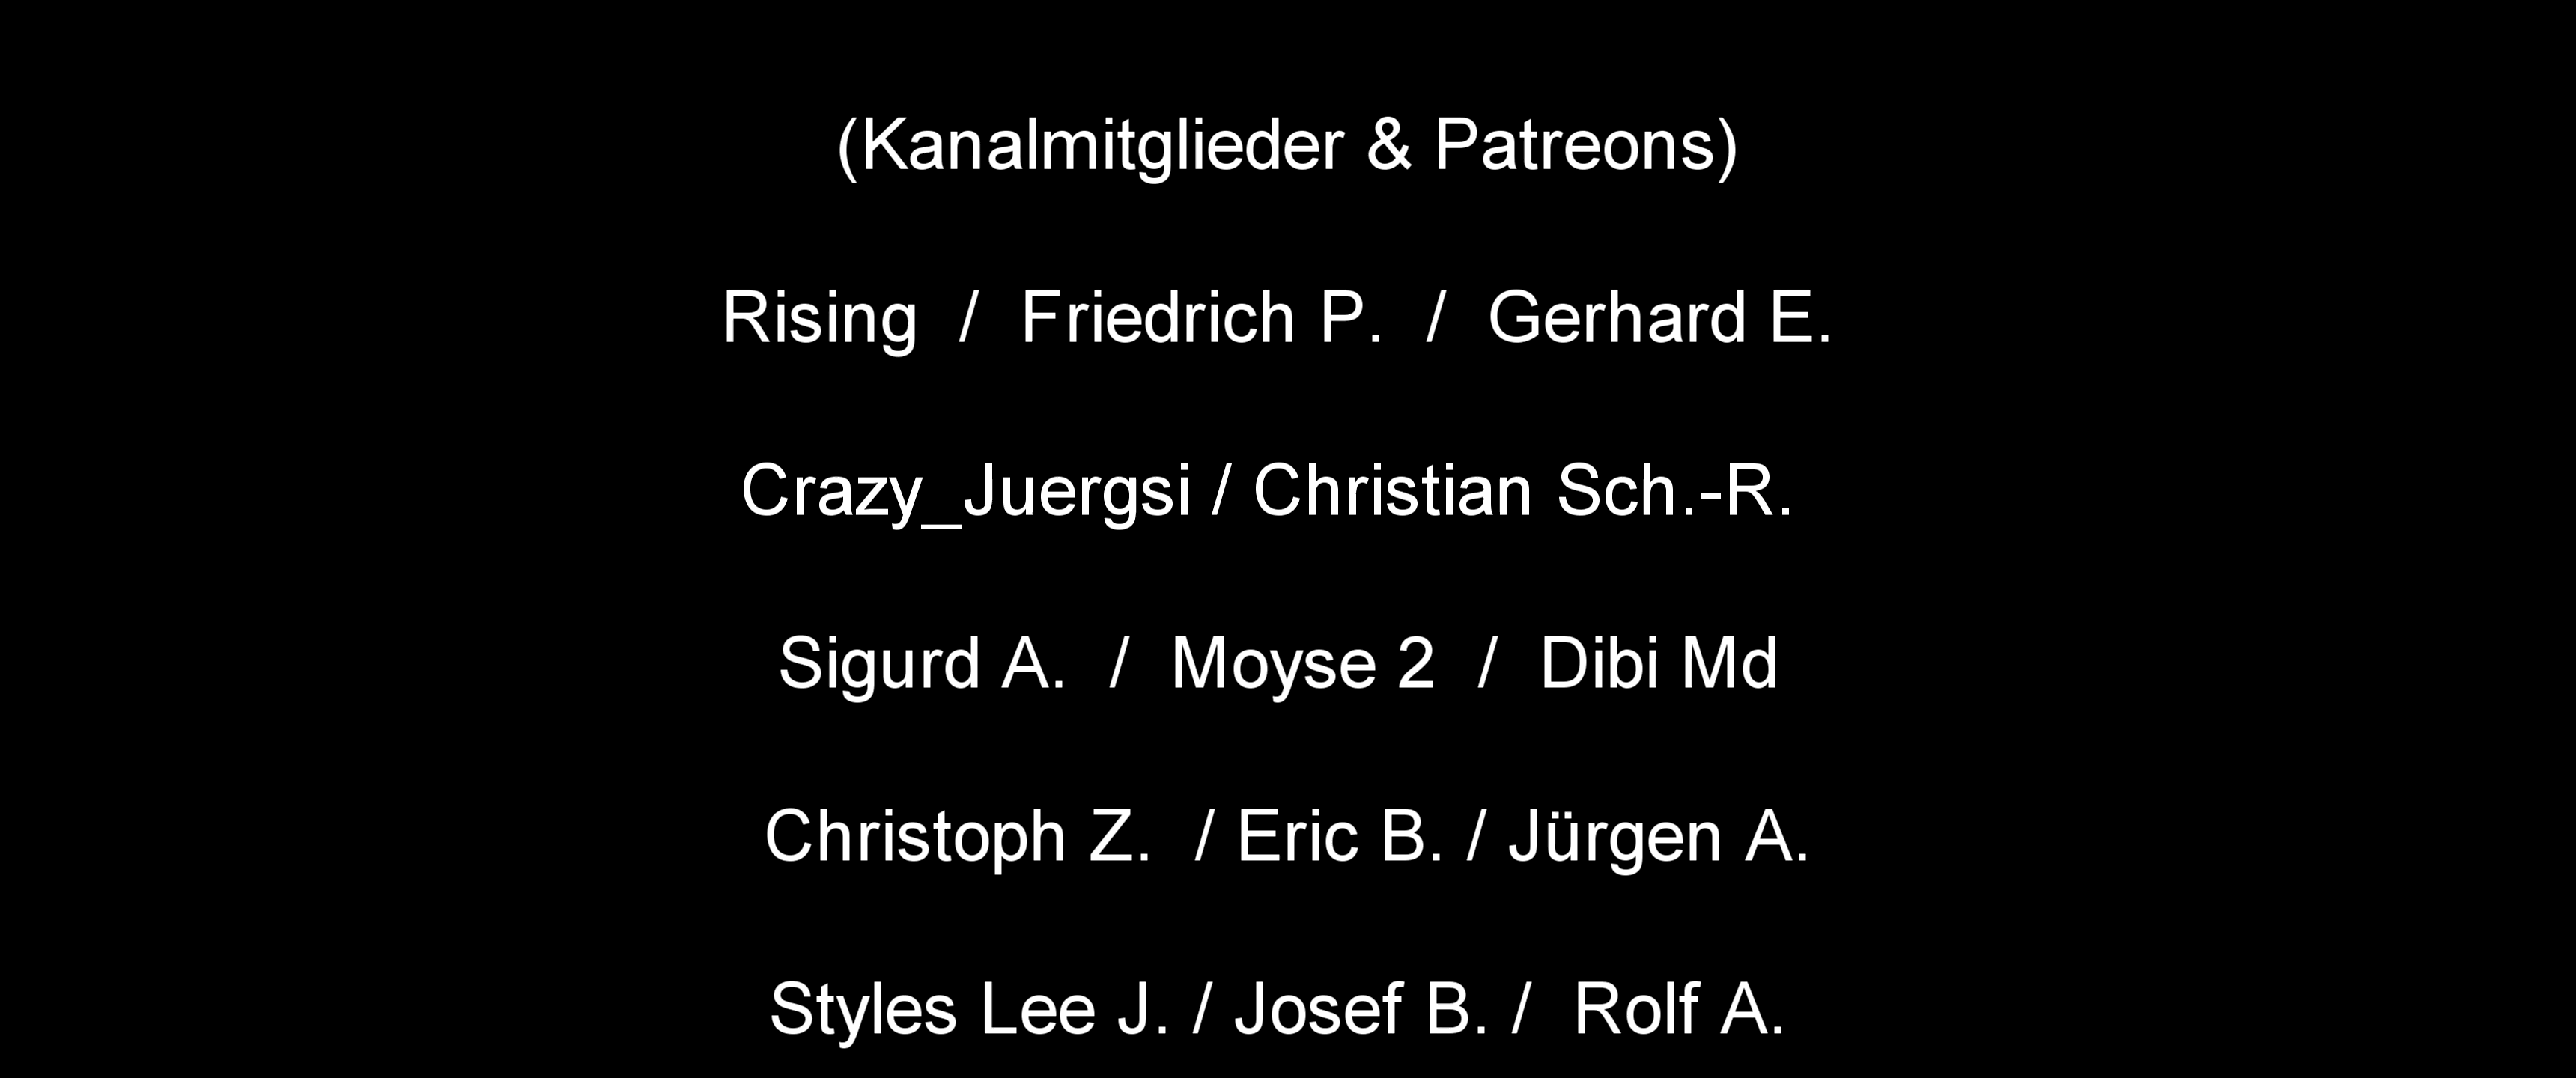 (Kanalmitglieder & Patreons)
Rising / Friedrich P. / Gerhard E.
Crazy_Juergsi / Christian Sch.-R.
Sigurd A. / Moyse 2 / Dibi Md
Christoph Z. / Eric B. / Jürgen A.
Styles Lee J. / Josef B. / Rolf A.